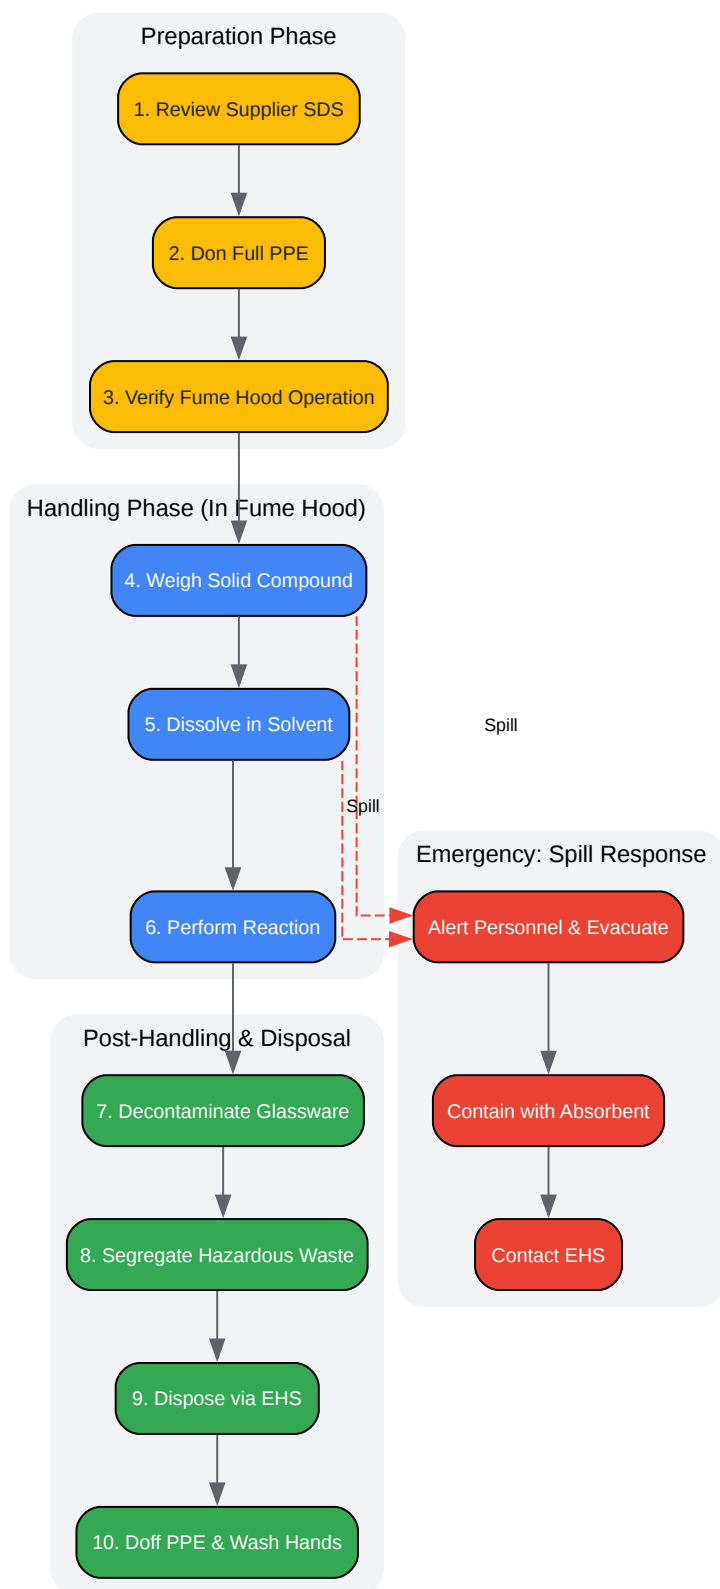 Preparation Phase
1. Review Supplier SDS
2. Don Full PPE
3. Verify Fume Hood Operation
Handling Phase (In Fume Hood)
4. Weigh Solid Compound
5. Dissolve in Solvent
Spill
Spill
6. Perform Reaction
Emergency: Spill Response
Alert Personnel & Evacuate
Contain with Absorbent
Contact EHS
Post-Handling & Disposal
7. Decontaminate Glassware
8. Segregate Hazardous Waste
9. Dispose via EHS
10. Doff PPE & Wash Hands